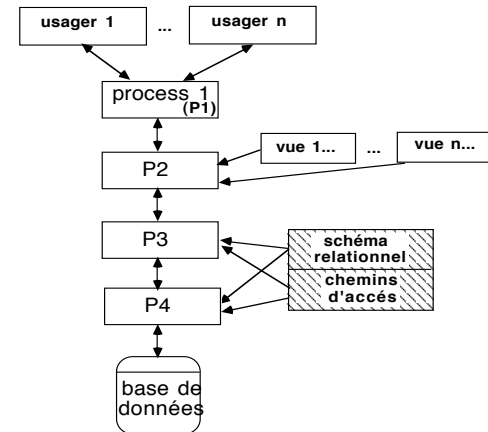 usager 1 ... usager n
process 1
(P1)
P2
vue 1... ... vue n...
P3
schéma
relationnel
chemins
d'accés
P4
base de
données